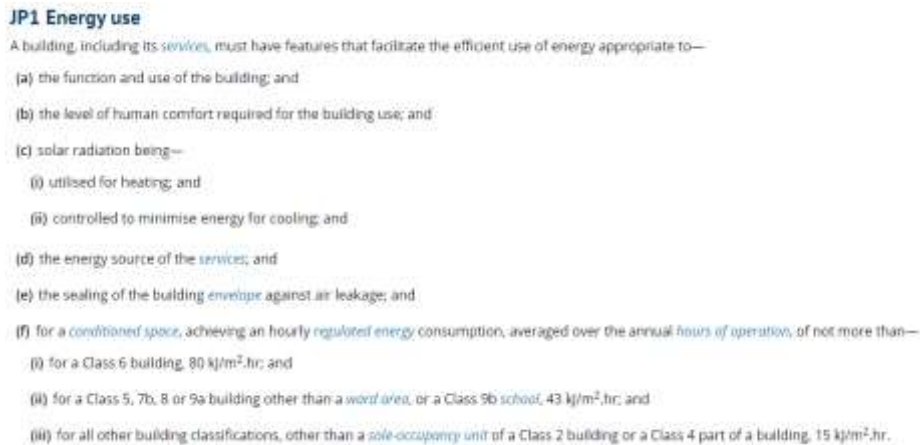 JP1 Energy use
A building, including its services, must have features that facilitate the efficient use of energy appropriate to—
(a) the function and use of the building; and
(b) the level of human comfort required for the building use; and
(c) solar radiation being—
(i) utilised for heating; and
(ii) controlled to minimise energy for cooling; and
(d) the energy source of the services; and
(e) the sealing of the building envelope against air leakage; and
(f) for a conditioned space, achieving an hourly regulated energy consumption, averaged over the annual hours of operation, of not more than—
(i) for a Class 6 building, 80 kJ/m².hr; and
(ii) for a Class 5, 7b, 8 or 9a building other than a ward area, or a Class 9b school, 43 kJ/m².hr; and
(iii) for all other building classifications, other than a sole-occupancy unit of a Class 2 building or a Class 4 part of a building, 15 kJ/m².hr.